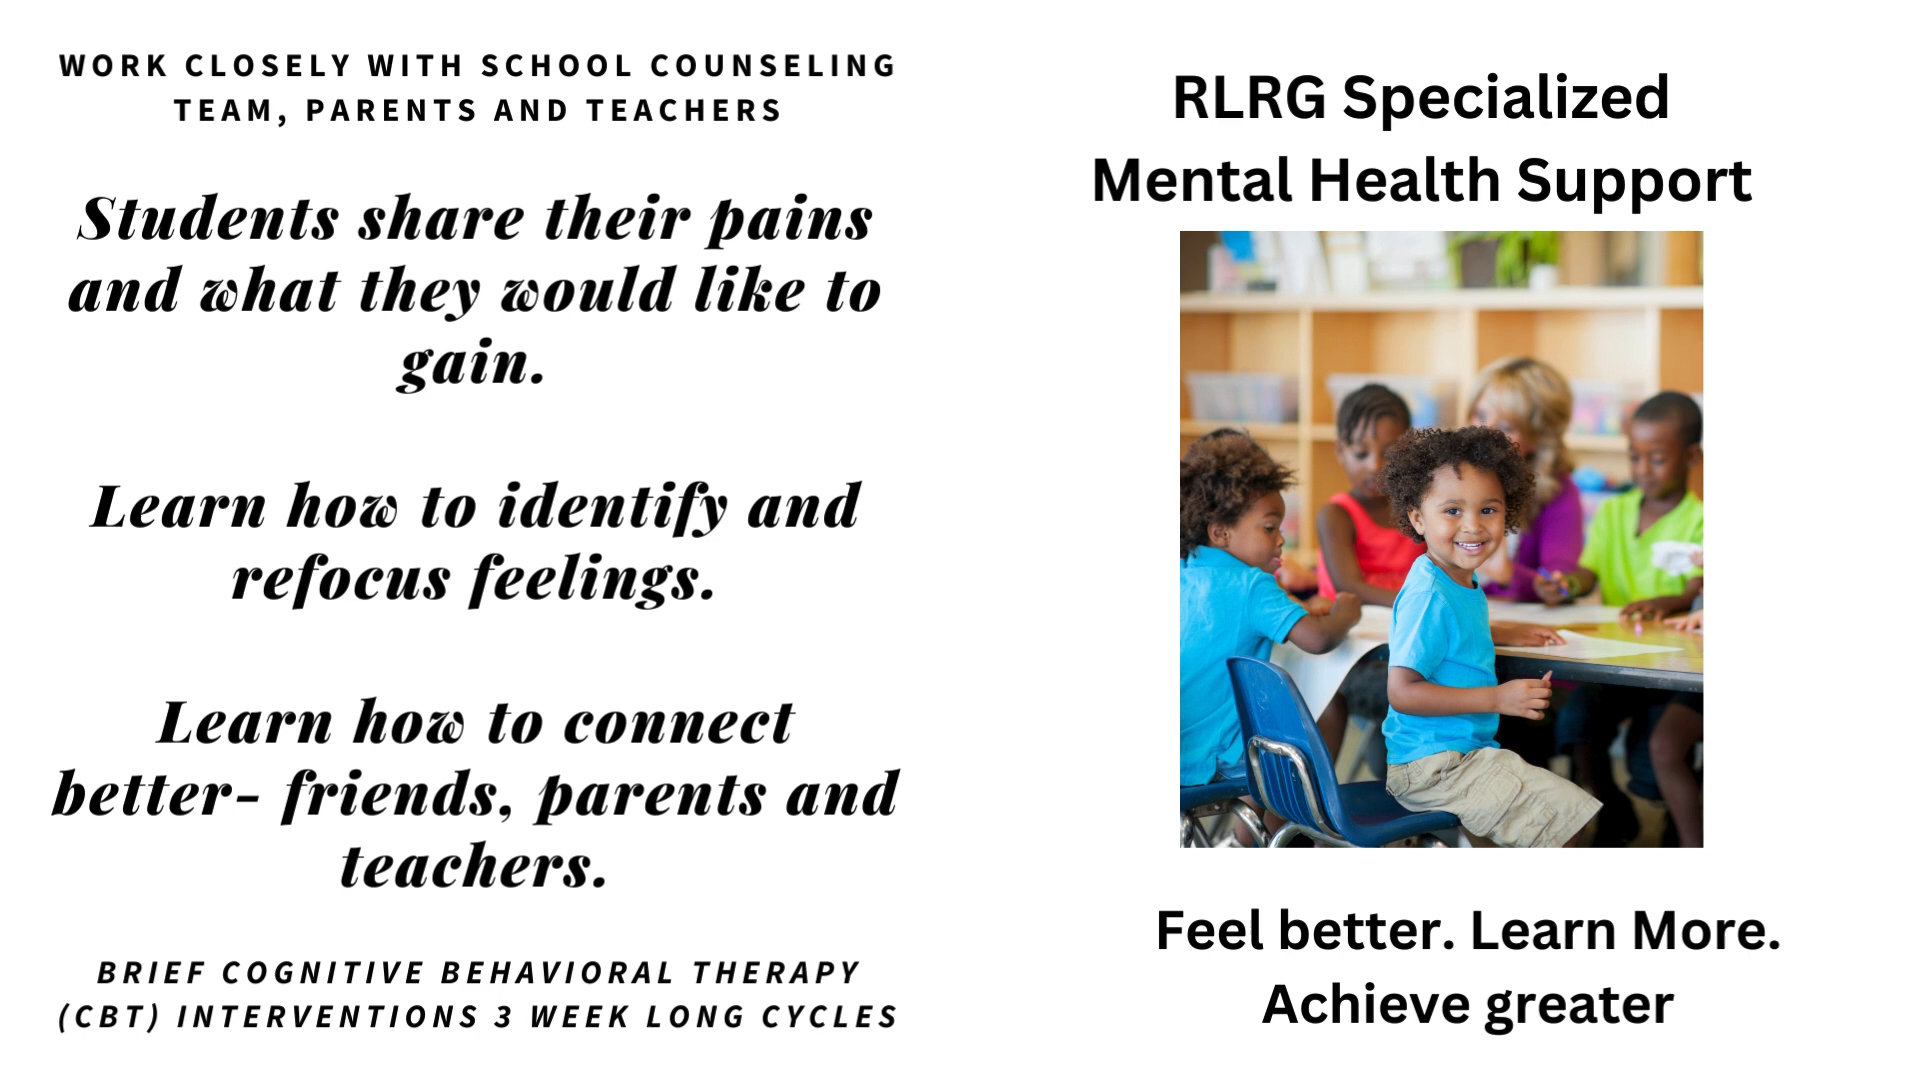 WORK CLOSELY WITH SCHOOL COUNSELING
TEAM, PARENTS AND TEACHERS
Students share their pains
and what they would like to
gain.
Learn how to identify and
refocus feelings.
Learn how to connect
better- friends, parents and
teachers.
BRIEF COGNITIVE BEHAVIORAL THERAPY
(CBT) INTERVENTIONS 3 WEEK LONG CYCLES
RLRG Specialized
Mental Health Support
Feel better. Learn More.
Achieve greater